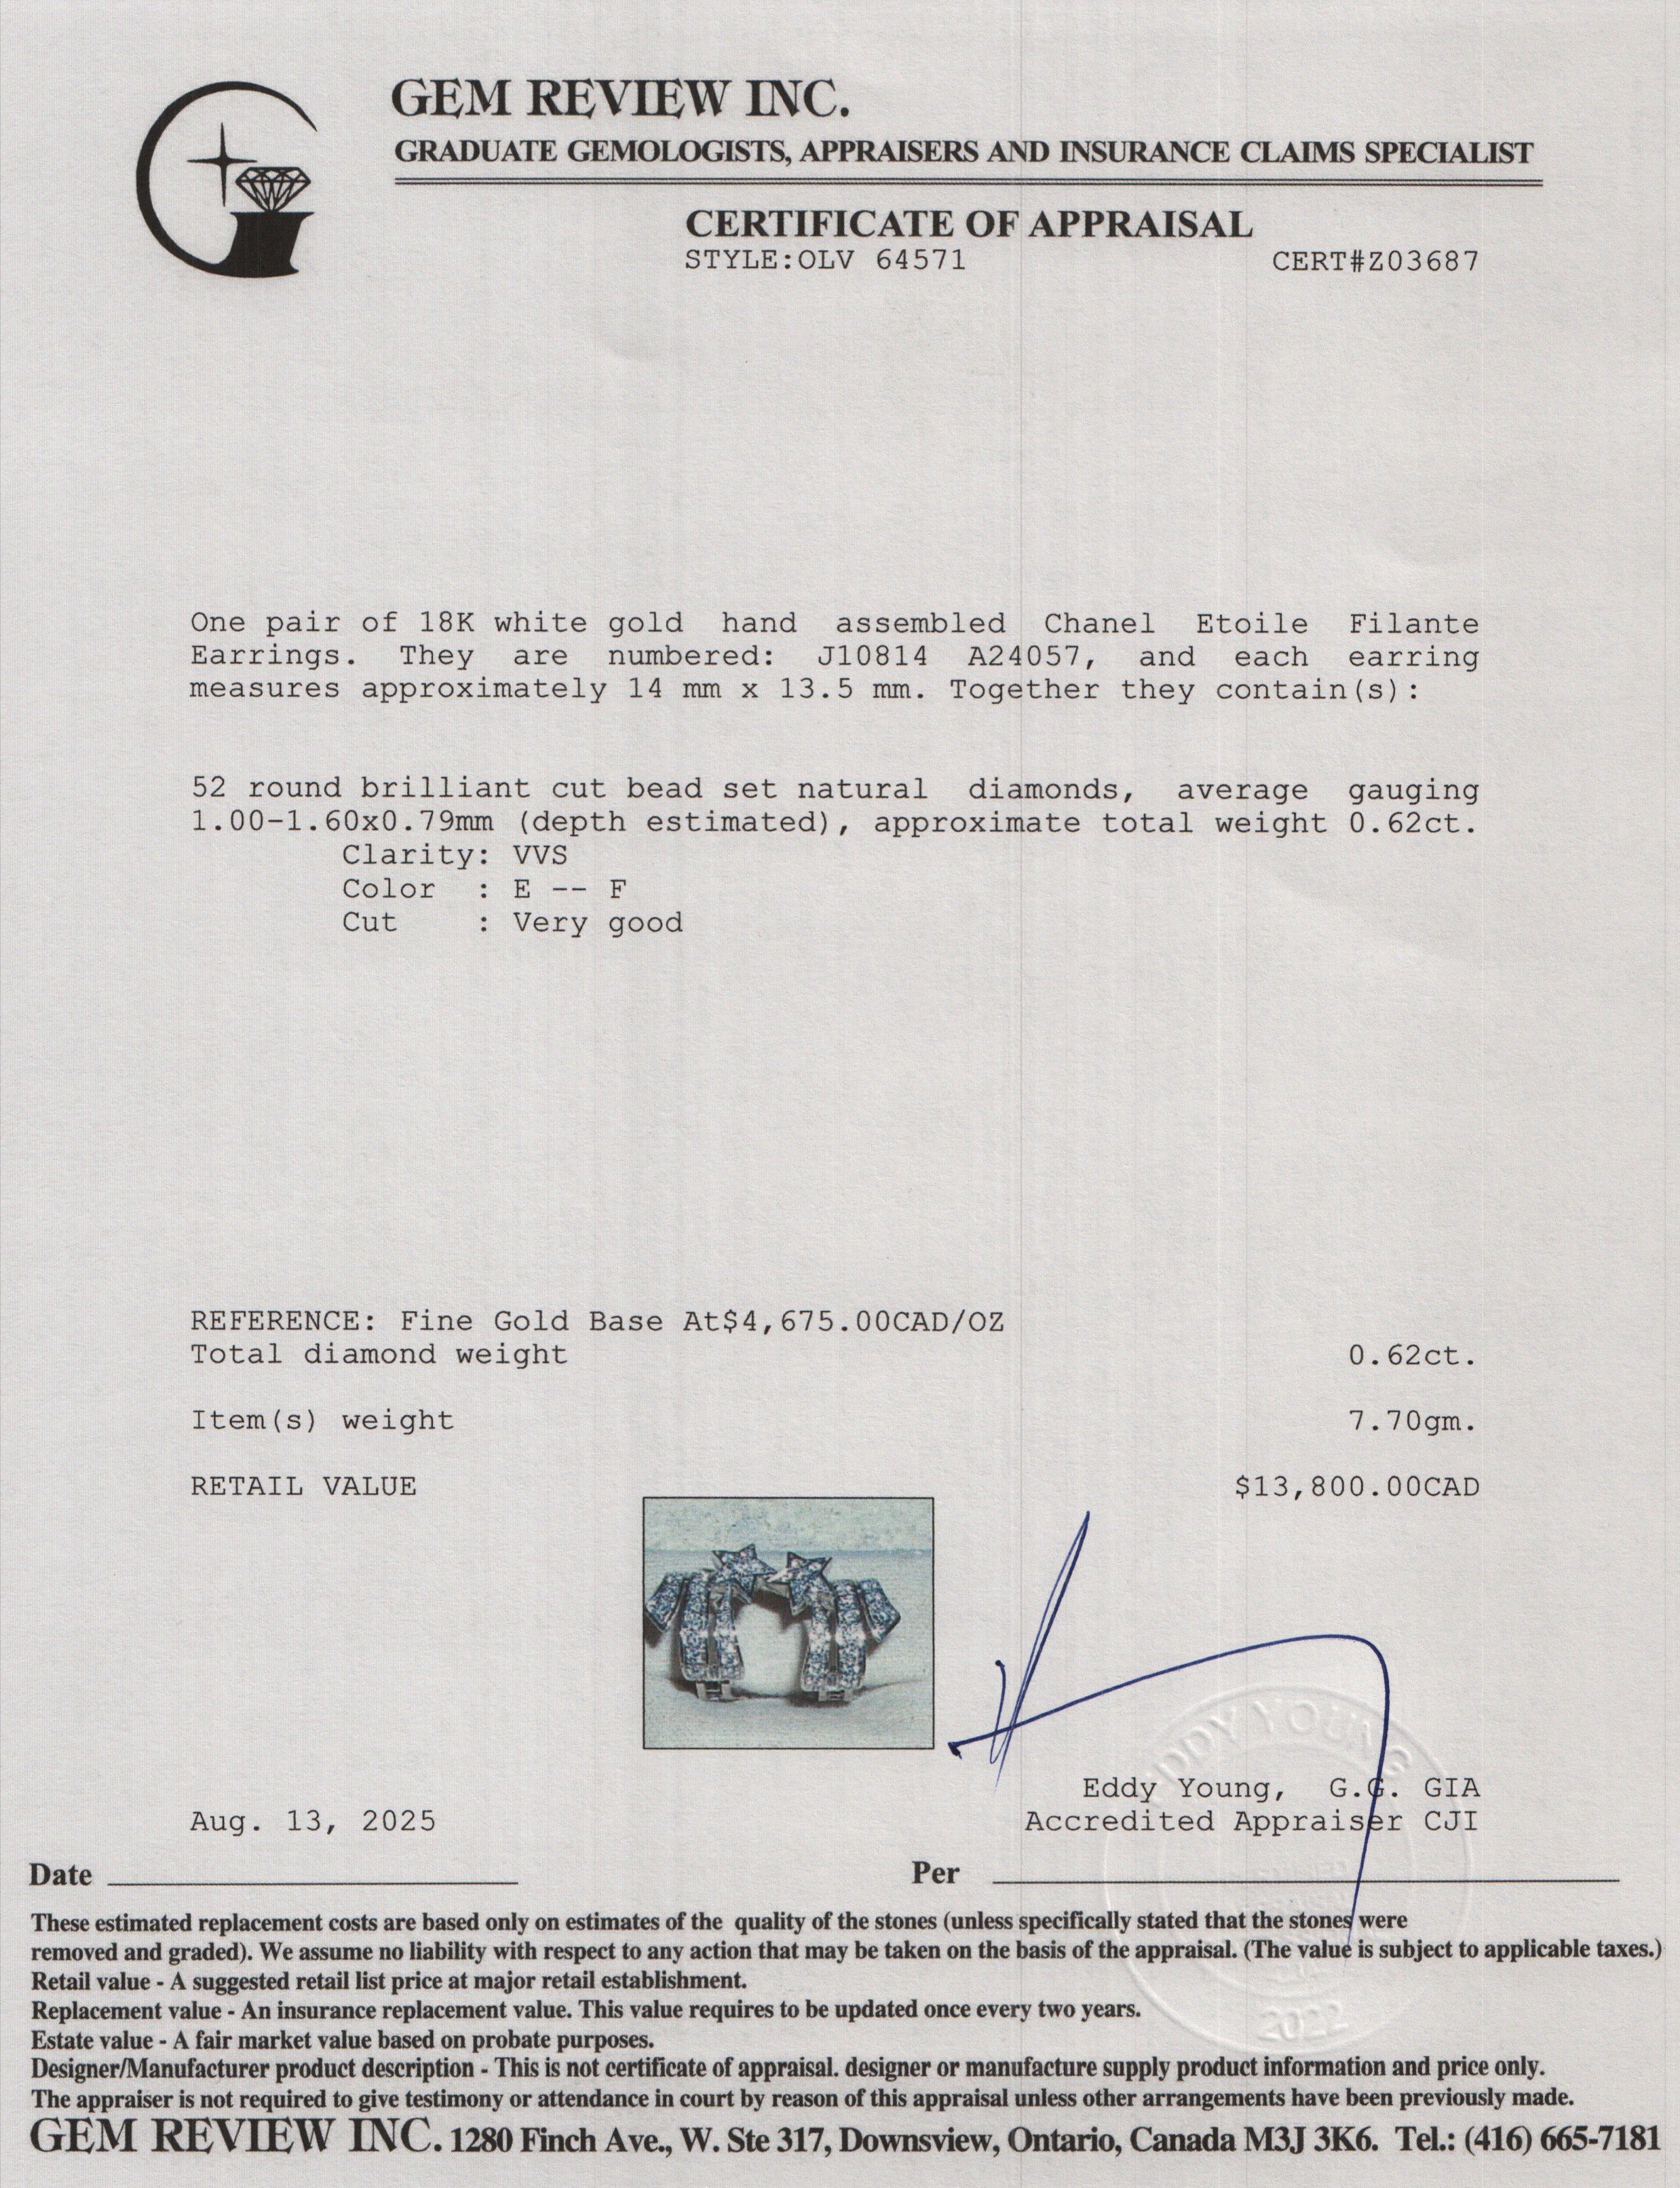 GEM REVIEW INC.
GRADUATE GEMOLOGISTS, APPRAISERS AND INSURANCE CLAIMS SPECIALIST
CERTIFICATE OF APPRAISAL
STYLE:OLV 64571 CERT#Z03687
One pair of 18K white gold hand assembled Chanel Etoile Filante
Earrings. They are numbered: J10814 A24057, and each earring
measures approximately 14 mm x 13.5 mm. Together they contain(s):
52 round brilliant cut bead set natural diamonds, average gauging
1.00-1.60x0.79mm (depth estimated), approximate total weight 0.62ct.
Clarity: VVS
Color : E -- F
Cut : Very good
REFERENCE: Fine Gold Base At$4,675.00CAD/OZ
Total diamond weight 0.62ct.
Item(s) weight 7.70gm.
RETAIL VALUE $13,800.00CAD
EDDY YOUNG
Eddy Young, G.G. GIA
Aug. 13, 2025 Accredited Appraiser CJI
Date Per
These estimated replacement costs are based only on estimates of the quality of the stones (unless specifically stated that the stones were
removed and graded). We assume no liability with respect to any action that may be taken on the basis of the appraisal. (The value is subject to applicable taxes.)
Retail value - A suggested retail list price at major retail establishment.
Replacement value - An insurance replacement value. This value requires to be updated once every two years.
2022
Estate value - A fair market value based on probate purposes.
Designer/Manufacturer product description - This is not certificate of appraisal. designer or manufacture supply product information and price only.
The appraiser is not required to give testimony or attendance in court by reason of this appraisal unless other arrangements have been previously made.
GEM REVIEW INC. 1280 Finch Ave., W. Ste 317, Downsview, Ontario, Canada M3J 3K6. Tel.: (416) 665-7181